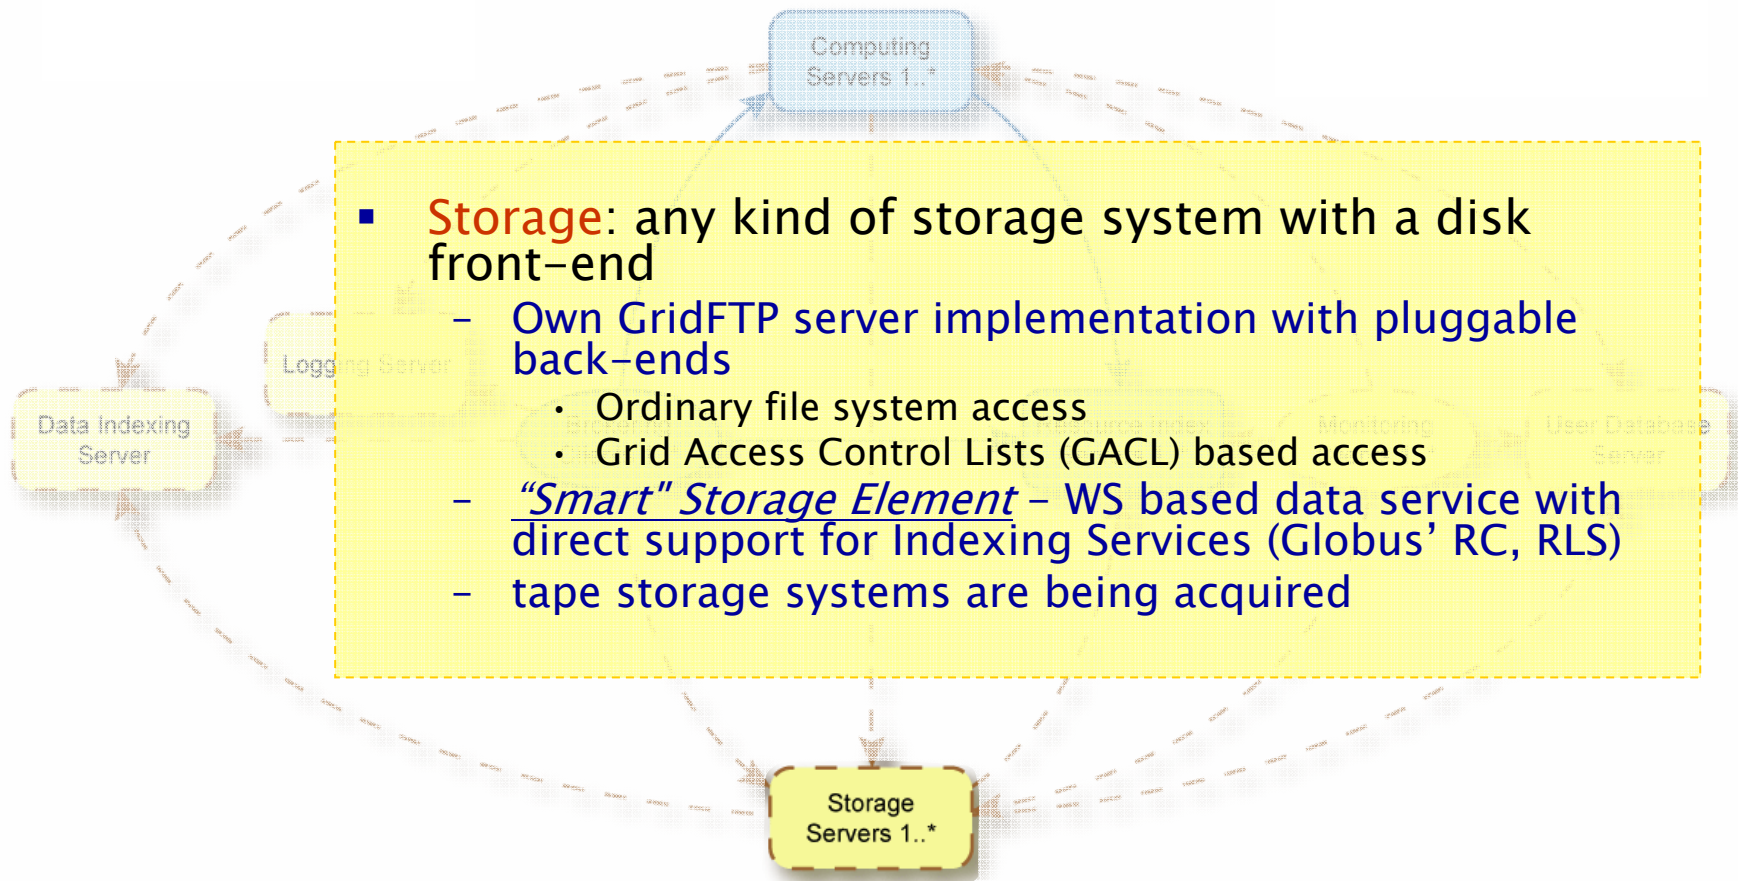 Computing
Servers 1..*
▪ Storage: any kind of storage system with a disk
front-end
– Own GridFTP server implementation with pluggable
back-ends
• Ordinary file system access
• Grid Access Control Lists (GACL) based access
– “Smart” Storage Element – WS based data service with
direct support for Indexing Services (Globus’ RC, RLS)
– tape storage systems are being acquired
Logging Server
Data Indexing
Server
Resource Index
Monitoring
User Database
Server
Storage
Servers 1..*